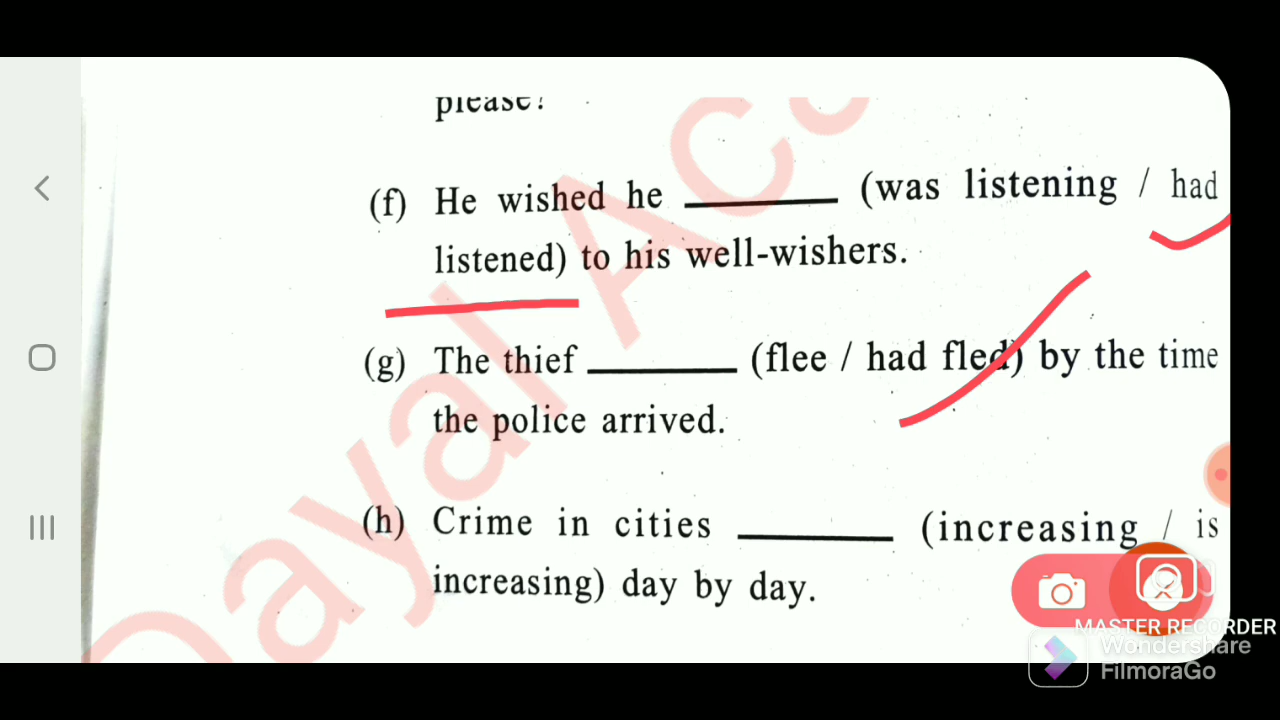 please?
(f) He wished he ________ (was listening / had
listened) to his well-wishers.
(g) The thief ________ (flee / had fled) by the time
the police arrived.
(h) Crime in cities ________ (increasing / is
increasing) day by day.
Dayal Aca
MASTER RECORDER
Wondershare
FilmoraGo